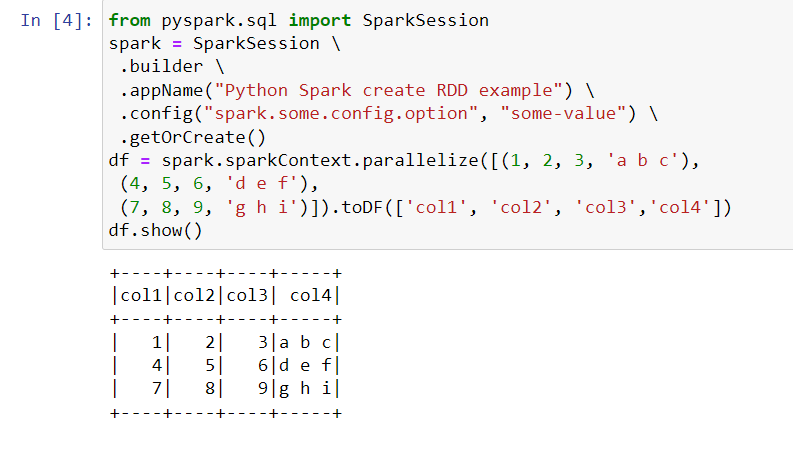 In [4]: from pyspark.sql import SparkSession
spark = SparkSession \
 .builder \
 .appName("Python Spark create RDD example") \
 .config("spark.some.config.option", "some-value") \
 .getOrCreate()
df = spark.sparkContext.parallelize([(1, 2, 3, 'a b c'),
 (4, 5, 6, 'd e f'),
 (7, 8, 9, 'g h i')]).toDF(['col1', 'col2', 'col3','col4'])
df.show()
+----+----+----+-----+
|col1|col2|col3| col4|
+----+----+----+-----+
|   1|   2|   3|a b c|
|   4|   5|   6|d e f|
|   7|   8|   9|g h i|
+----+----+----+-----+